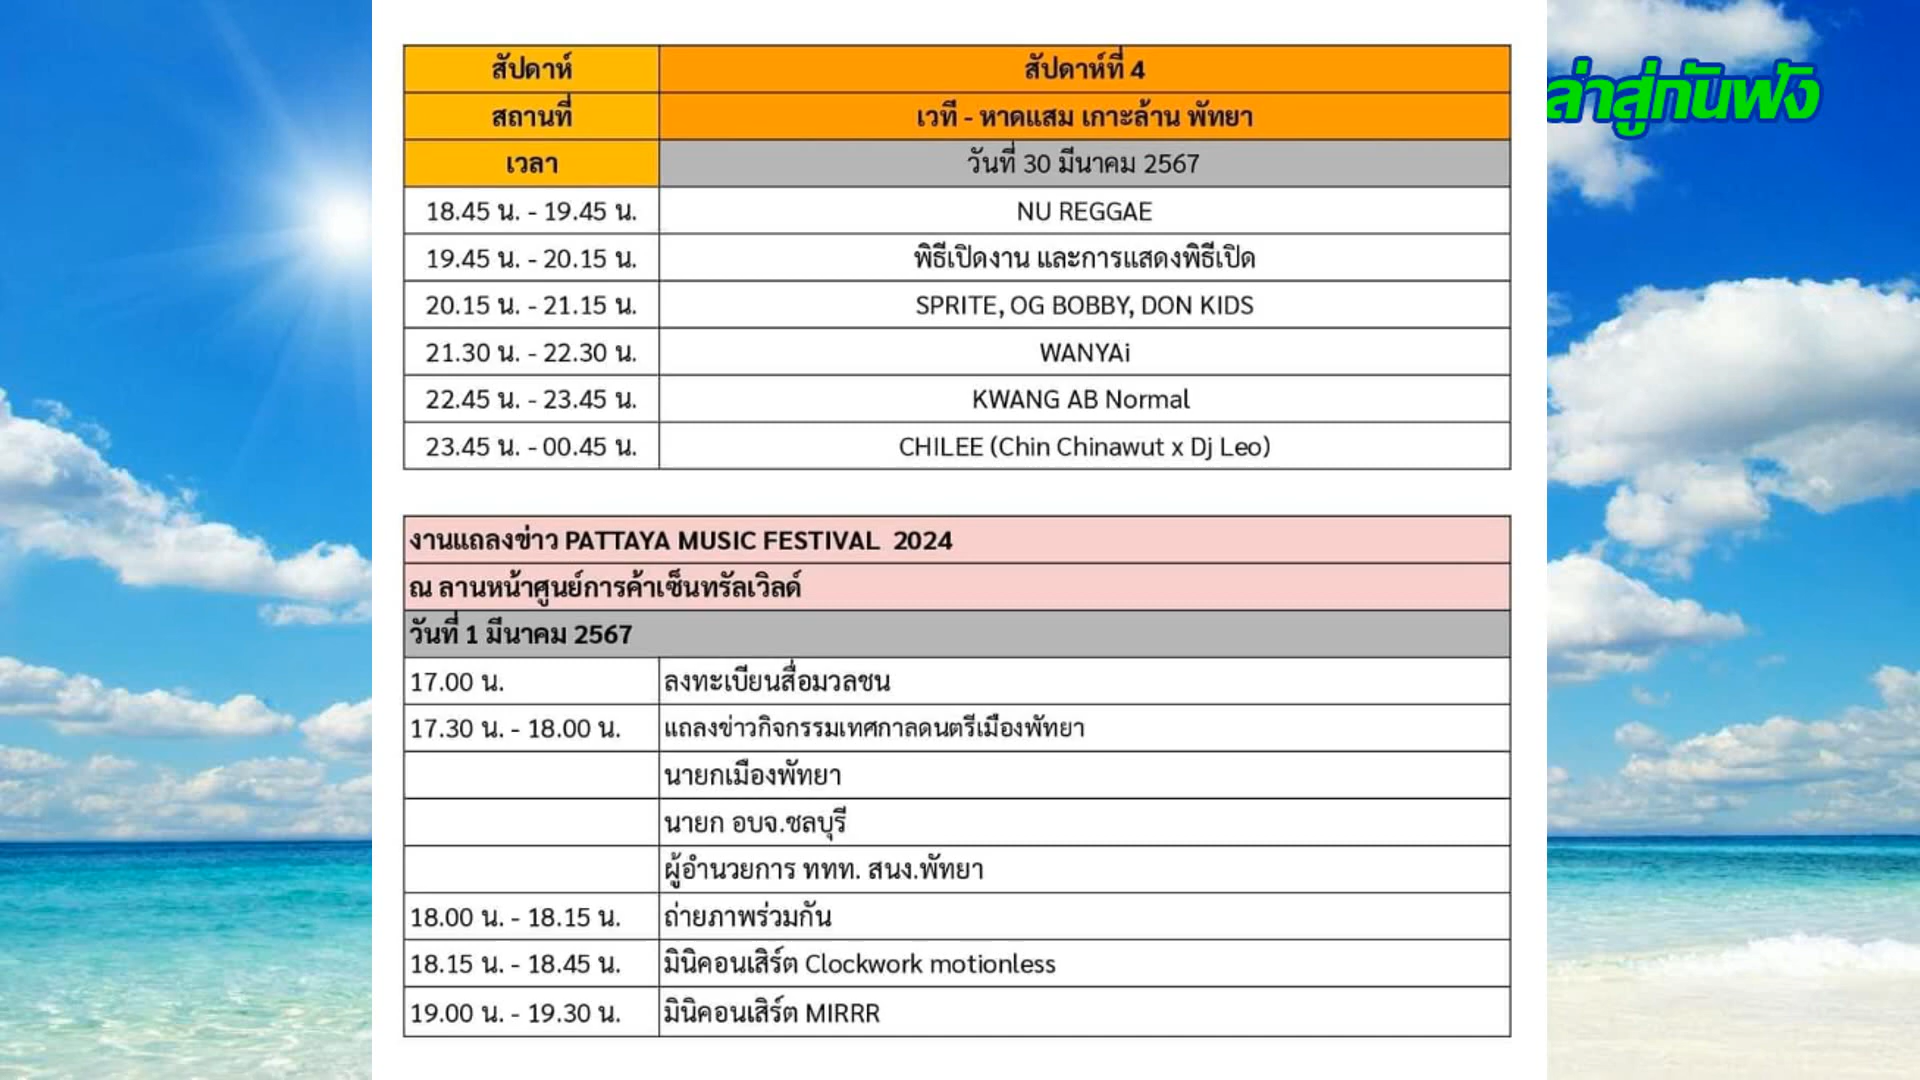 สัปดาห์ สัปดาห์ที่ 4
สถานที่ เวที - หาดแสม เกาะล้าน พัทยา
เวลา วันที่ 30 มีนาคม 2567
18.45 น. - 19.45 น. NU REGGAE
19.45 น. - 20.15 น. พิธีเปิดงาน และการแสดงพิธีเปิด
20.15 น. - 21.15 น. SPRITE, OG BOBBY, DON KIDS
21.30 น. - 22.30 น. WANYAi
22.45 น. - 23.45 น. KWANG AB Normal
23.45 น. - 00.45 น. CHILEE (Chin Chinawut x Dj Leo)
งานแถลงข่าว PATTAYA MUSIC FESTIVAL 2024
ณ ลานหน้าศูนย์การค้าเซ็นทรัลเวิลด์
วันที่ 1 มีนาคม 2567
17.00 น. ลงทะเบียนสื่อมวลชน
17.30 น. - 18.00 น. แถลงข่าวกิจกรรมเทศกาลดนตรีเมืองพัทยา
นายกเมืองพัทยา
นายก อบจ.ชลบุรี
ผู้อำนวยการ ททท. สนง.พัทยา
18.00 น. - 18.15 น. ถ่ายภาพร่วมกัน
18.15 น. - 18.45 น. มินิคอนเสิร์ต Clockwork motionless
19.00 น. - 19.30 น. มินิคอนเสิร์ต MIRRR
ล่าสู่กันฟัง